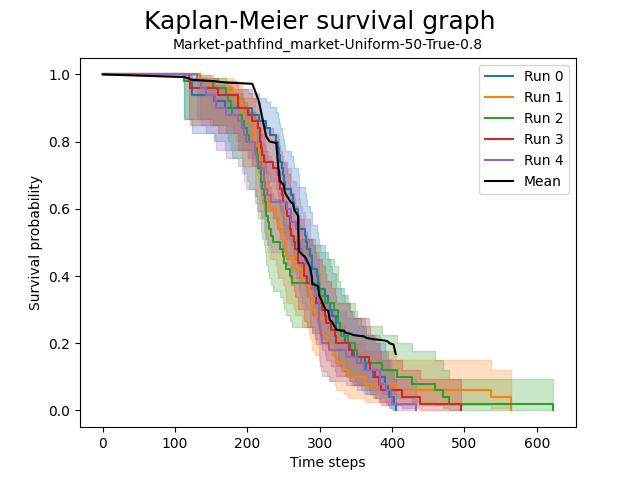 Kaplan-Meier survival graph
Market-pathfind_market-Uniform-50-True-0.8
Survival probability
1.0
0.8
0.6
0.4
0.2
0.0
Run 0
Run 1
Run 2
Run 3
Run 4
Mean
0 100 200 300 400 500 600
Time steps